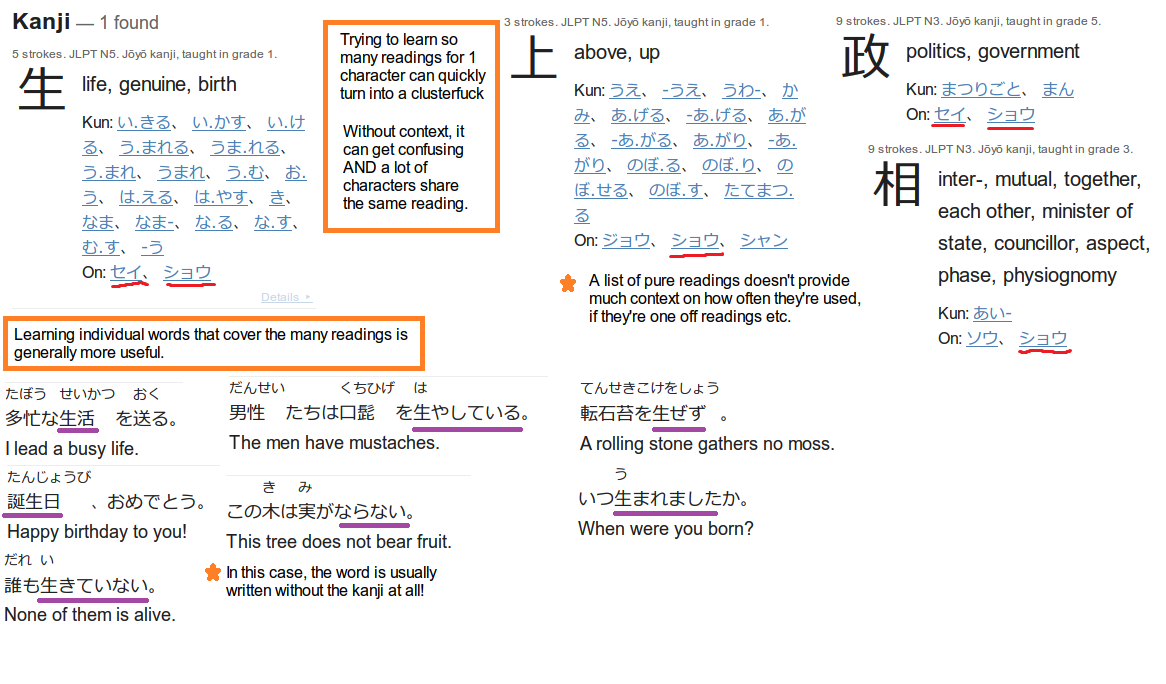 Kanji — 1 found
5 strokes. JLPT N5. Jōyō kanji, taught in grade 1.
生
life, genuine, birth
Kun: い.きる、 い.かす、 い.け
る、 う.まれる、 うま.れる、
う.まれ、 うまれ、 う.む、 お.
う、 は.える、 は.やす、 き、
なま、 なま-、 な.る、 な.す、
む.す、 -う
On: セイ、 ショウ
Details ▸
Trying to learn so
many readings for 1
character can quickly
turn into a clusterfuck
Without context, it
can get confusing
AND a lot of
characters share
the same reading.
3 strokes. JLPT N5. Jōyō kanji, taught in grade 1.
上
above, up
Kun: うえ、 -うえ、 うわ-、 か
み、 あ.げる、 -あ.げる、 あ.が
る、 -あ.がる、 あ.がり、 -あ.
がり、 のぼ.る、 のぼ.り、 の
ぼ.せる、 のぼ.す、 たてまつ.
る
On: ジョウ、 ショウ、 シャン
A list of pure readings doesn't provide
much context on how often they're used,
if they're one off readings etc.
9 strokes. JLPT N3. Jōyō kanji, taught in grade 5.
政
politics, government
Kun: まつりごと、 まん
On: セイ、 ショウ
9 strokes. JLPT N3. Jōyō kanji, taught in grade 3.
相
inter-, mutual, together,
each other, minister of
state, councillor, aspect,
phase, physiognomy
Kun: あい-
On: ソウ、 ショウ
Learning individual words that cover the many readings is
generally more useful.
たぼう せいかつ おく
多忙な生活 を送る。
I lead a busy life.
たんじょうび
誕生日 、おめでとう。
Happy birthday to you!
だれ い
誰も生きていない。
None of them is alive.
だんせい くちひげ は
男性 たちは口髭 を生やしている。
The men have mustaches.
き み
この木は実がならない。
This tree does not bear fruit.
In this case, the word is usually
written without the kanji at all!
てんせきこけをしょう
転石苔を生ぜず 。
A rolling stone gathers no moss.
う
いつ生まれましたか。
When were you born?